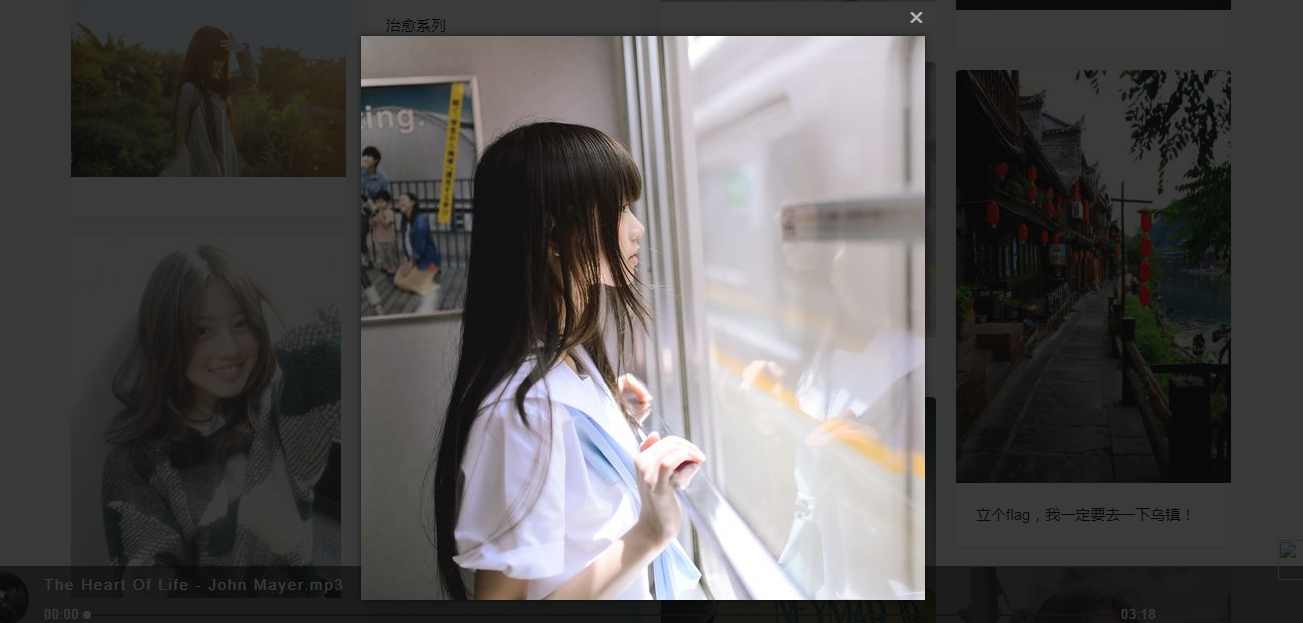 治愈系列
×
ing.
立个flag，我一定要去一下乌镇！
The Heart Of Life - John Mayer.mp3
00:00
03:18